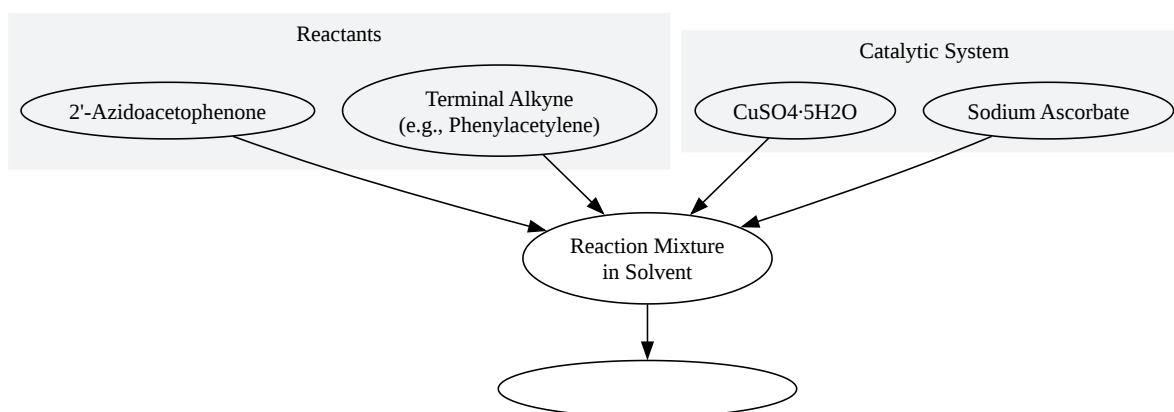 Reactants
Catalytic System
2'-Azidoacetophenone
Terminal Alkyne
(e.g., Phenylacetylene)
CuSO4·5H2O
Sodium Ascorbate
Reaction Mixture
in Solvent